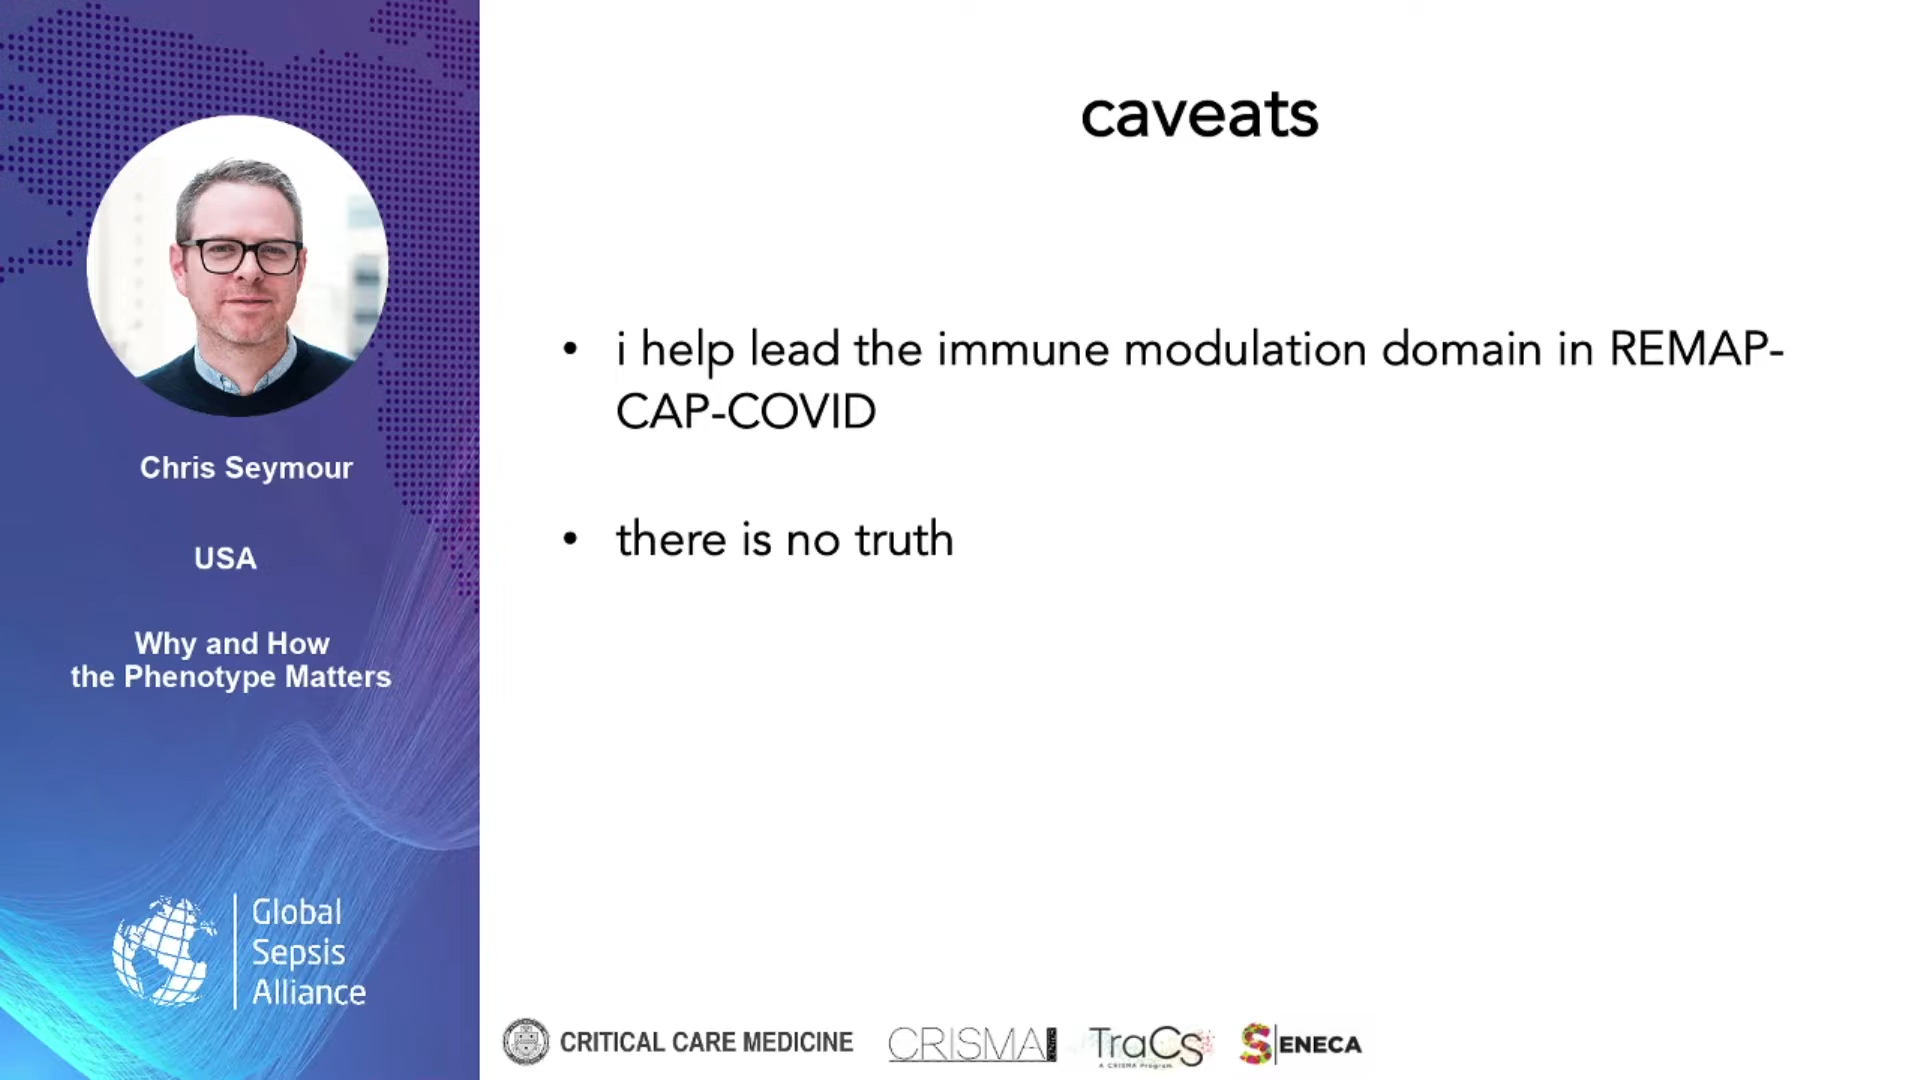 Chris Seymour
USA
Why and How
the Phenotype Matters
Global
Sepsis
Alliance
caveats
• i help lead the immune modulation domain in REMAP-
CAP-COVID
• there is no truth
CRITICAL CARE MEDICINE
CRISMA
TraCs
A CRISMA Program
SENECA